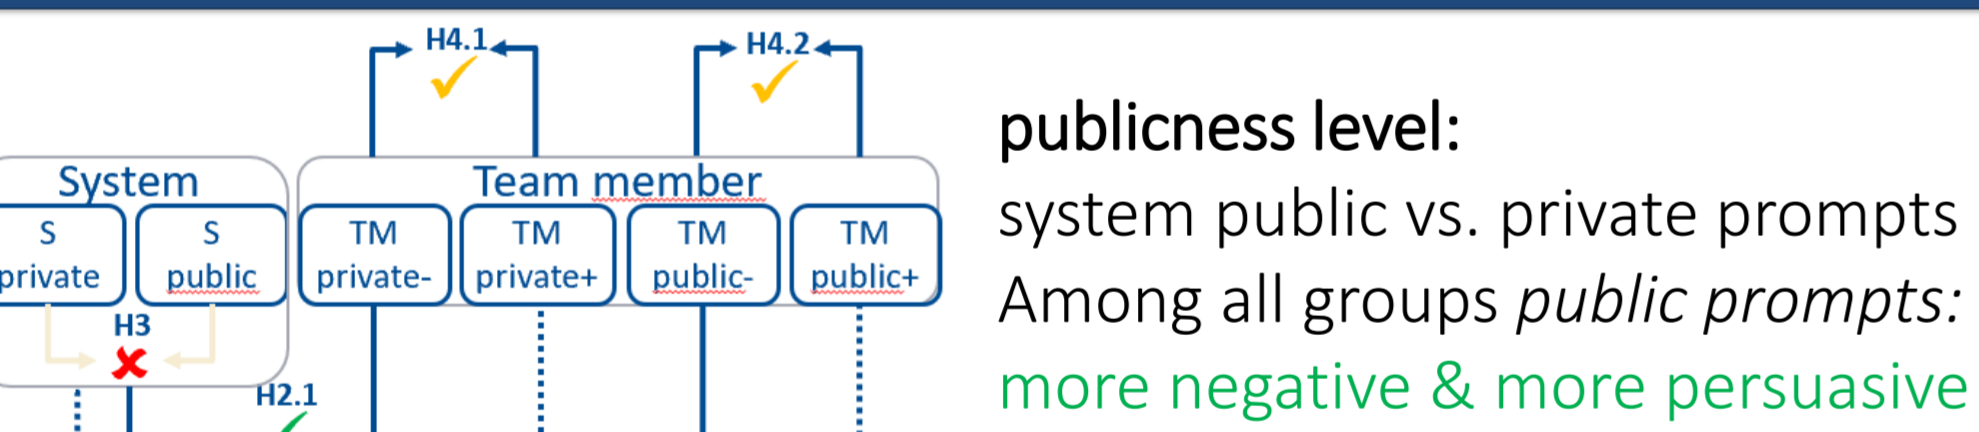 H4.1
H4.2
System
Team member
S private
S public
TM private-
TM private+
TM public-
TM public+
H3
H2.1
publicness level:
system public vs. private prompts
Among all groups public prompts:
more negative & more persuasive